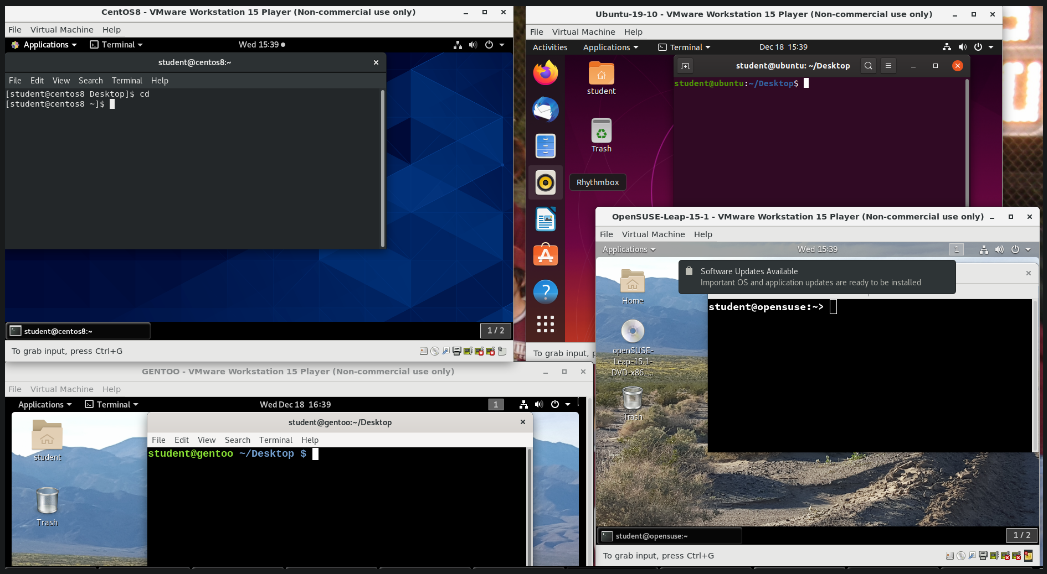 CentOS8 - VMware Workstation 15 Player (Non-commercial use only)
File Virtual Machine Help
Applications Terminal Wed 15:39
student@centos8:~
File Edit View Search Terminal Help
[student@centos8 Desktop]$ cd
[student@centos8 ~]$
student@centos8:~
1 / 2
To grab input, press Ctrl+G
Ubuntu-19-10 - VMware Workstation 15 Player (Non-commercial use only)
File Virtual Machine Help
Activities Applications Terminal Dec 18 15:39
student@ubuntu: ~/Desktop
student@ubuntu:~/Desktop$
student
Trash
Rhythmbox
To grab input, p
OpenSUSE-Leap-15-1 - VMware Workstation 15 Player (Non-commercial use only)
File Virtual Machine Help
Applications Wed 15:39 1
Software Updates Available
Important OS and application updates are ready to be installed
Home
student@opensuse:~>
openSUSE-
Leap-15.1-
DVD-x86...
Trash
student@opensuse:~
1 / 2
To grab input, press Ctrl+G
GENTOO - VMware Workstation 15 Player (Non-commercial use only)
File Virtual Machine Help
Applications Terminal Wed Dec 18 16:39 1
student@gentoo:~/Desktop
File Edit View Search Terminal Help
student@gentoo ~/Desktop $
student
Trash